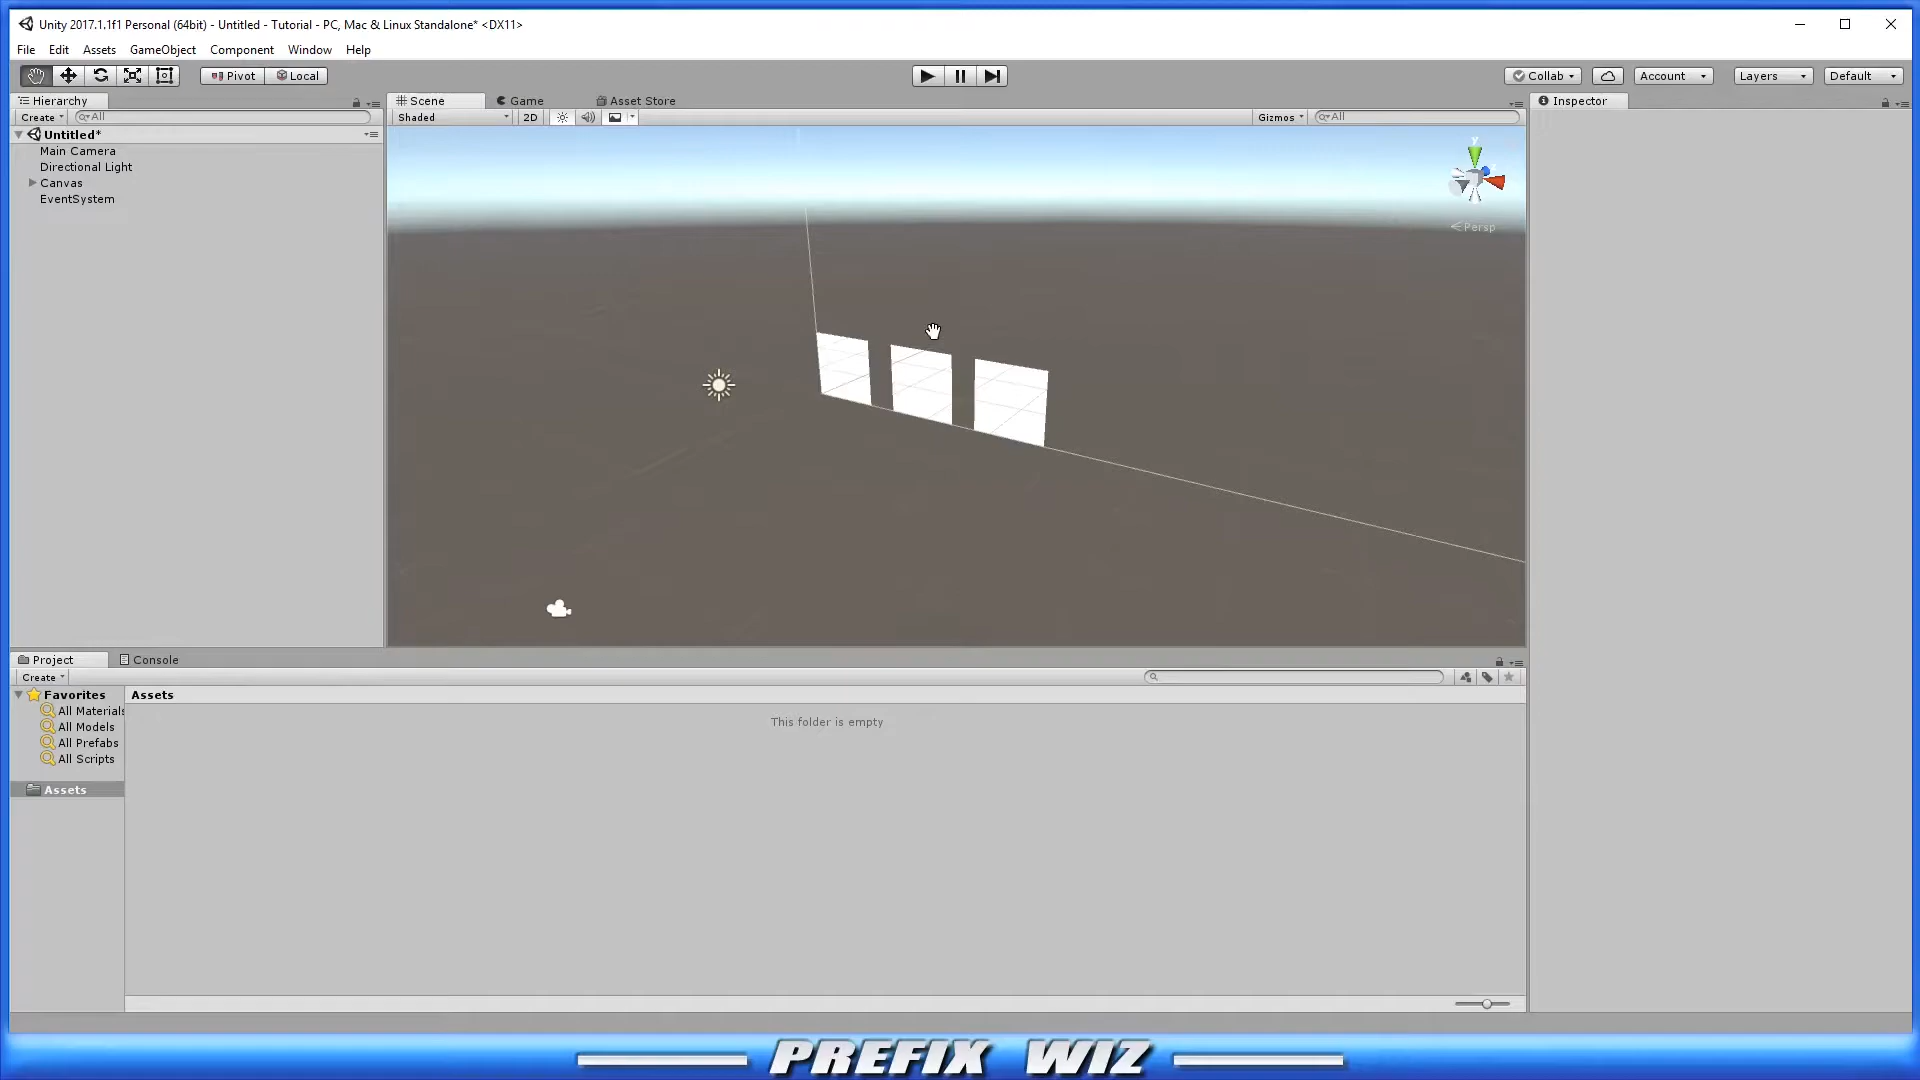 Unity 2017.1.1f1 Personal (64bit) - Untitled - Tutorial - PC, Mac & Linux Standalone* <DX11>
File Edit Assets GameObject Component Window Help
Pivot Local Collab Account Layers Default
Hierarchy Scene Game Asset Store Inspector
Create All Shaded 2D Gizmos All
Untitled*
Main Camera
Directional Light
Canvas
EventSystem
y
Persp
Project Console
Create
Favorites Assets
All Materials
This folder is empty
All Models
All Prefabs
All Scripts
Assets
PREFIX WIZ